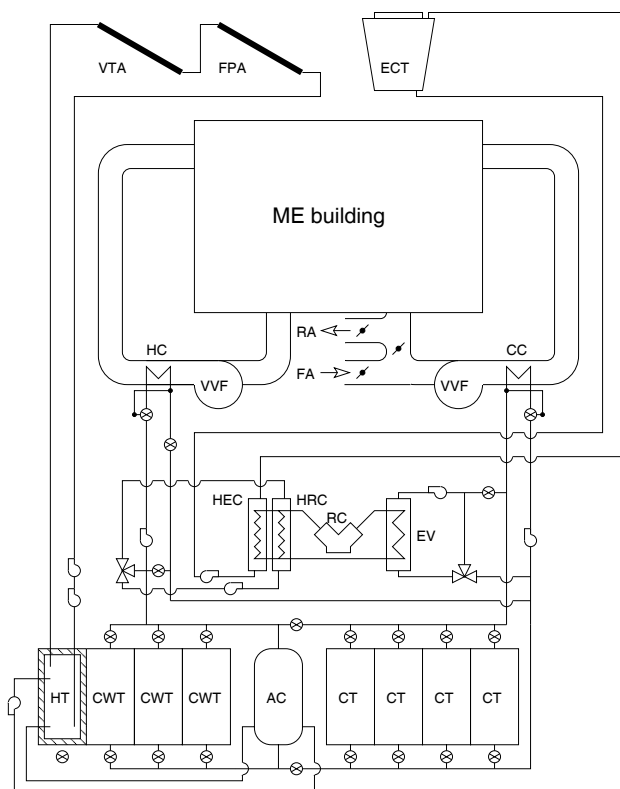 VTA FPA ECT
ME building
RA
HC CC
FA
VVF VVF
HEC HRC
RC
EV
HT CWT CWT CWT AC CT CT CT CT